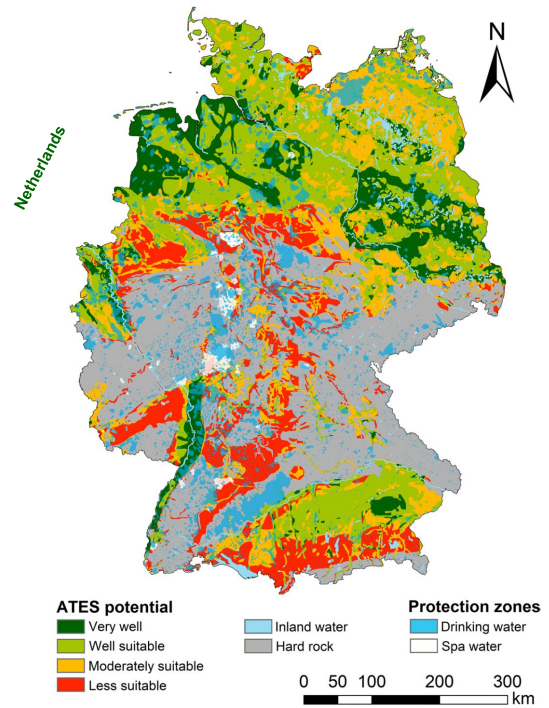 N
Netherlands
ATES potential
Very well
Well suitable
Moderately suitable
Less suitable
Inland water
Hard rock
Protection zones
Drinking water
Spa water
0 50 100 200 300
km